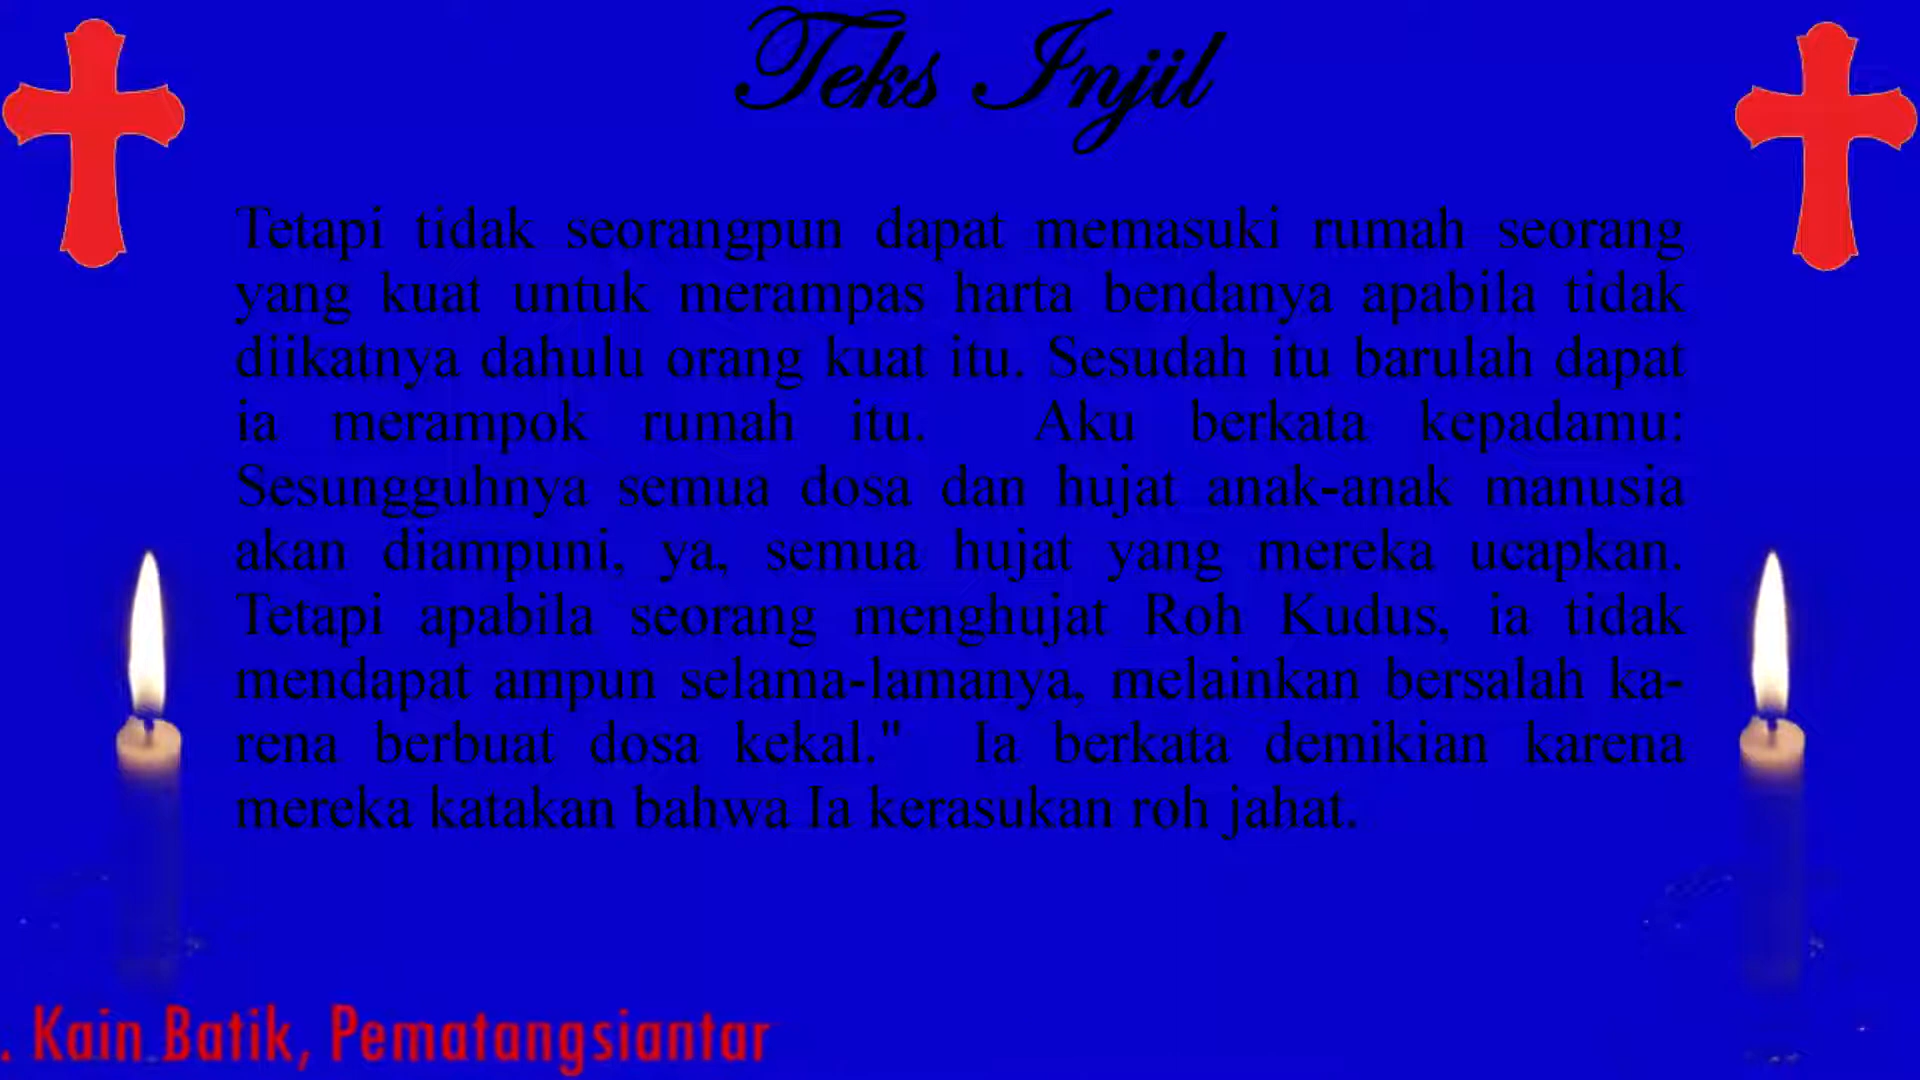 Teks Injil
Tetapi tidak seorangpun dapat memasuki rumah seorang
yang kuat untuk merampas harta bendanya apabila tidak
diikatnya dahulu orang kuat itu. Sesudah itu barulah dapat
ia merampok rumah itu. Aku berkata kepadamu:
Sesungguhnya semua dosa dan hujat anak-anak manusia
akan diampuni, ya, semua hujat yang mereka ucapkan.
Tetapi apabila seorang menghujat Roh Kudus, ia tidak
mendapat ampun selama-lamanya, melainkan bersalah ka-
rena berbuat dosa kekal." Ia berkata demikian karena
mereka katakan bahwa Ia kerasukan roh jahat.
. Kain Batik, Pematangsiantar